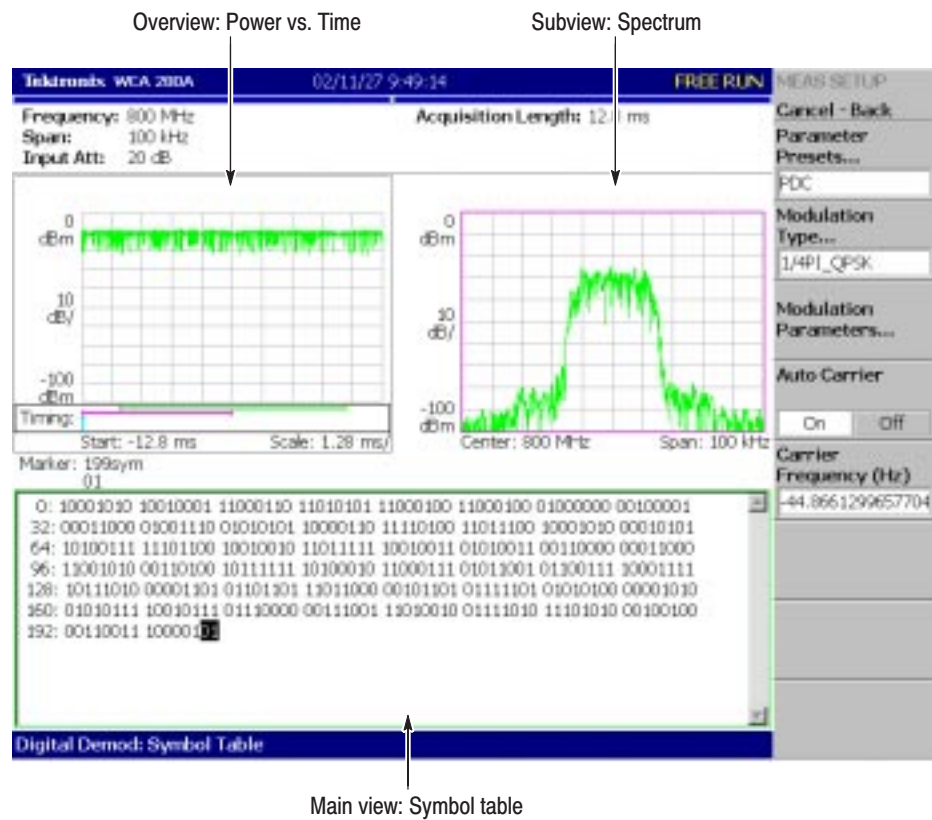 Overview: Power vs. Time
Subview: Spectrum
Tektronix WCA 200A 02/11/27 9:49:14 FREE RUN
Frequency: 800 MHz
Span: 100 kHz
Input Att: 20 dB
Acquisition Length: 12.8 ms
0
dBm
10
dB/
-100
dBm
Timing:
Start: -12.8 ms Scale: 1.28 ms/
0
dBm
10
dB/
-100
dBm
Center: 800 MHz Span: 100 kHz
Marker: 199sym
01
0: 10001010 10010001 11000110 11010101 11000100 11000100 01000000 00100001
32: 00011000 01001110 01010101 10000110 11110100 11011100 10001010 00010101
64: 10100111 11101100 10010010 11011111 10010011 01010011 00110000 00011000
96: 11001010 00110100 10111111 10100010 11000111 01011001 01100111 10001111
128: 10111010 00001101 01101101 11011000 00101101 01111101 01010100 00001010
160: 01010111 10010111 01110000 00111001 11010010 01111010 11101010 00100100
192: 00110011 10000101
Digital Demod: Symbol Table
MEAS SETUP
Cancel - Back
Parameter
Presets...
PDC
Modulation
Type...
1/4PI_QPSK
Modulation
Parameters...
Auto Carrier
On Off
Carrier
Frequency (Hz)
-44.8661299657704
Main view: Symbol table